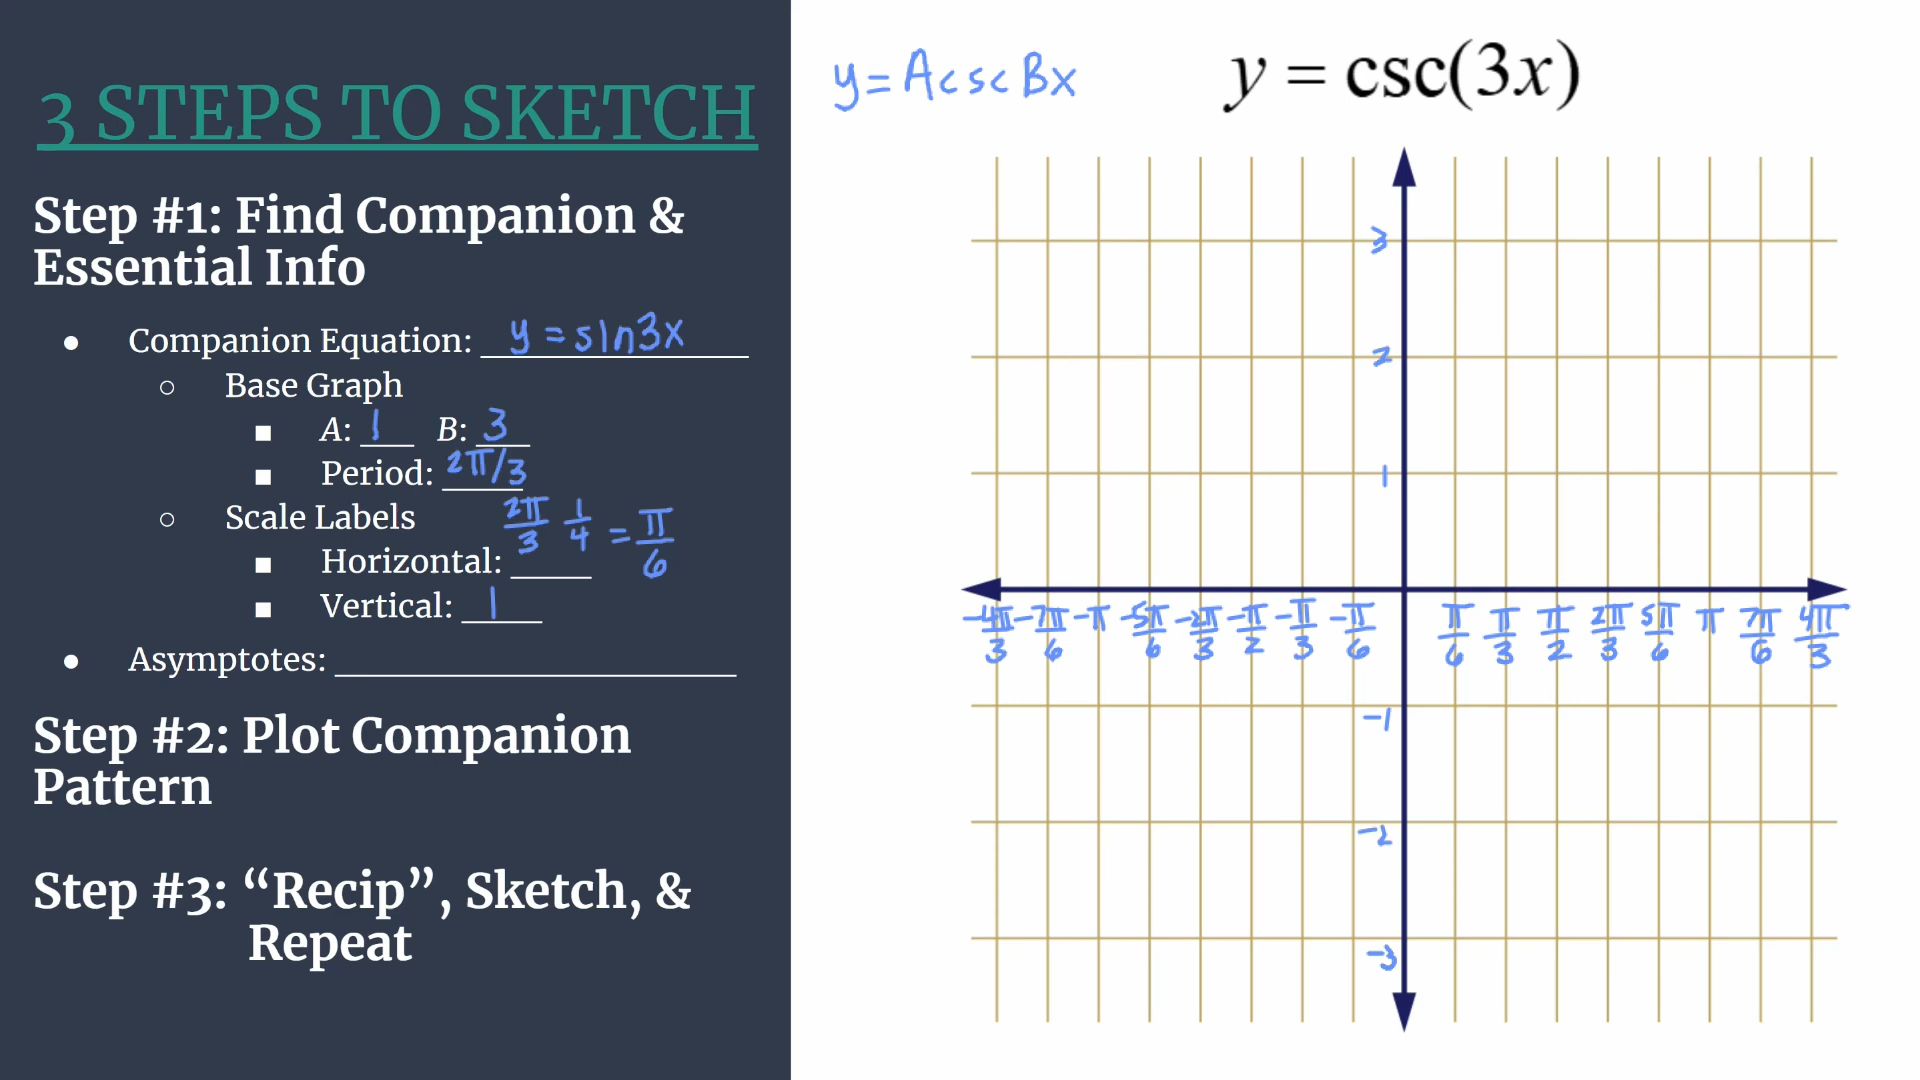 3 STEPS TO SKETCH
Step #1: Find Companion &
Essential Info
● Companion Equation: y = sin3x
○ Base Graph
■ A: 1 B: 3
■ Period: 2π/3
○ Scale Labels 2π/3 1/4 = π/6
■ Horizontal: _____
■ Vertical: 1
● Asymptotes: _____
Step #2: Plot Companion
Pattern
Step #3: “Recip”, Sketch, &
Repeat
y = A csc Bx
y = csc(3x)
3
2
1
-4π/3 -7π/6 -π -5π/6 -2π/3 -π/2 -π/3 -π/6 π/6 π/3 π/2 2π/3 5π/6 π 7π/6 4π/3
-1
-2
-3